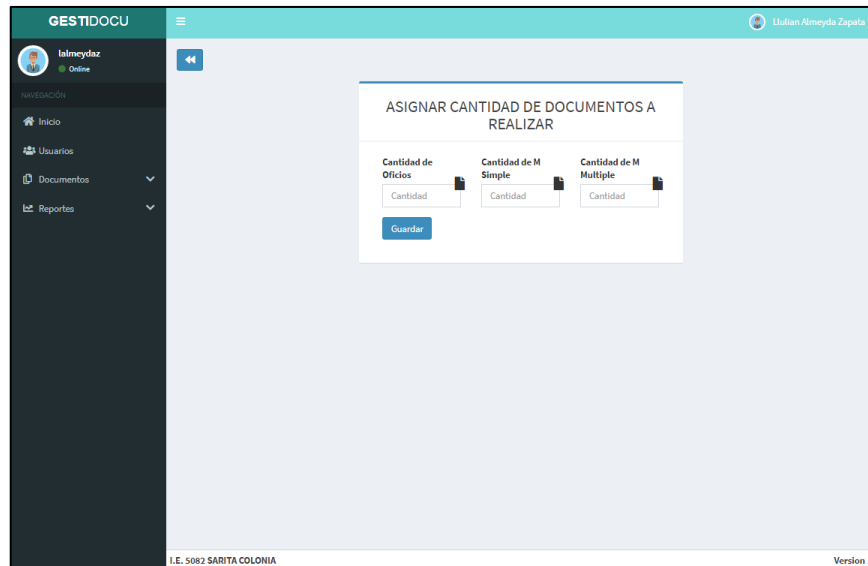 GESTIDOCU
Llulian Almeyda Zapata
lalmeydaz
Online
NAVEGACIÓN
Inicio
Usuarios
Documentos
Reportes
ASIGNAR CANTIDAD DE DOCUMENTOS A
REALIZAR
Cantidad de
Oficios
Cantidad
Cantidad de M
Simple
Cantidad
Cantidad de M
Multiple
Cantidad
Guardar
I.E. 5082 SARITA COLONIA
Version